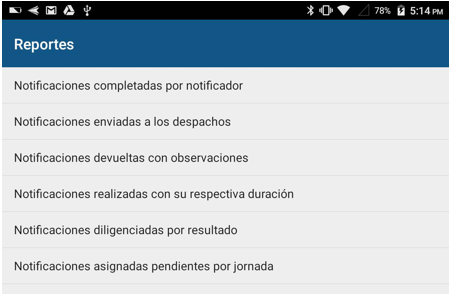 78% 5:14 PM
Reportes
Notificaciones completadas por notificador
Notificaciones enviadas a los despachos
Notificaciones devueltas con observaciones
Notificaciones realizadas con su respectiva duración
Notificaciones diligenciadas por resultado
Notificaciones asignadas pendientes por jornada